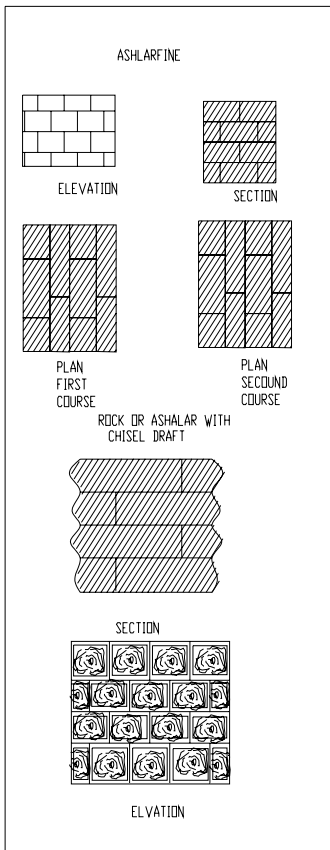 ASHLARFINE
ELEVATION
SECTION
PLAN
FIRST
COURSE
PLAN
SECOUND
COURSE
ROCK OR ASHALAR WITH
CHISEL DRAFT
SECTION
ELVATION